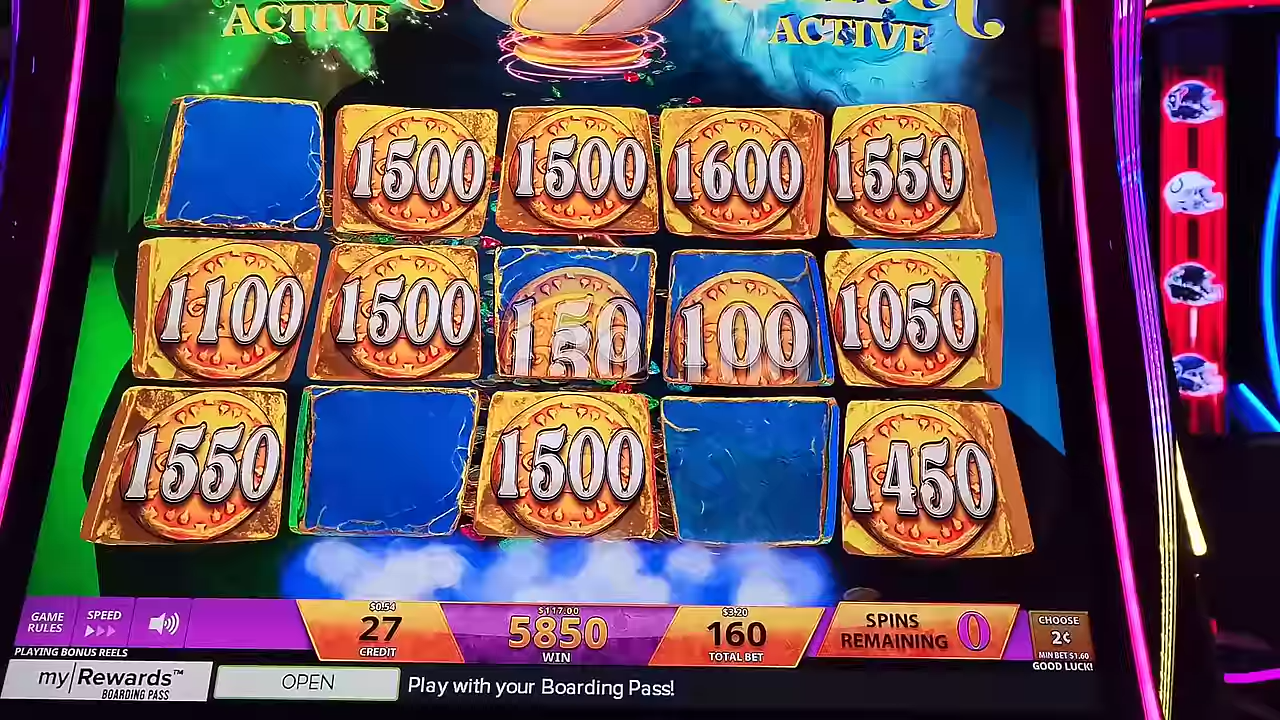 ACTIVE
ACTIVE
1500 1500 1600 1550
1100 1500 150 100 1050
1550 1500 1450
GAME RULES
SPEED
$0.54
27
CREDIT
$117.00
5850
WIN
$3.20
160
TOTAL BET
SPINS REMAINING 0
CHOOSE
2¢
MIN BET $1.60
GOOD LUCK!
PLAYING BONUS REELS
my|Rewards™
BOARDING PASS
OPEN
Play with your Boarding Pass!